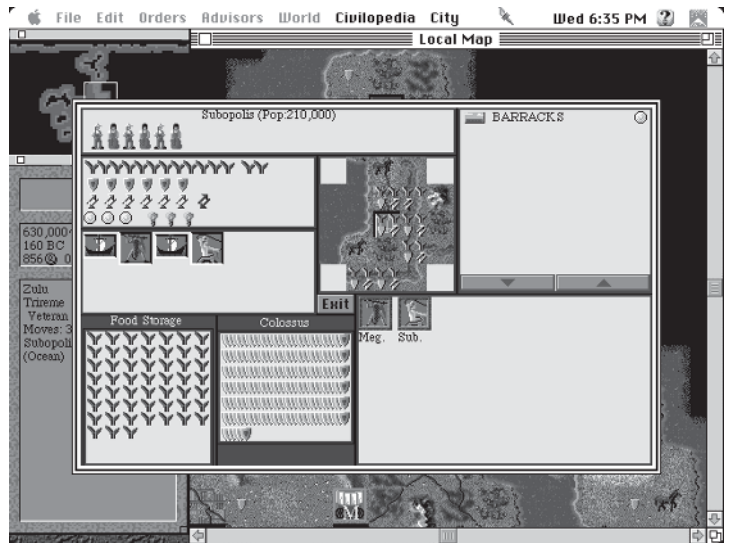 File Edit Orders Advisors World Civilopedia City Wed 6:35 PM
Local Map
Subopolis (Pop:210,000)
BARRACKS
630,000
160 BC
856 0
Zulu
Trireme
Veteran
Moves: 3
Subopoli
(Ocean)
Exit
Food Storage
Colossus
Meg. Sub.
M